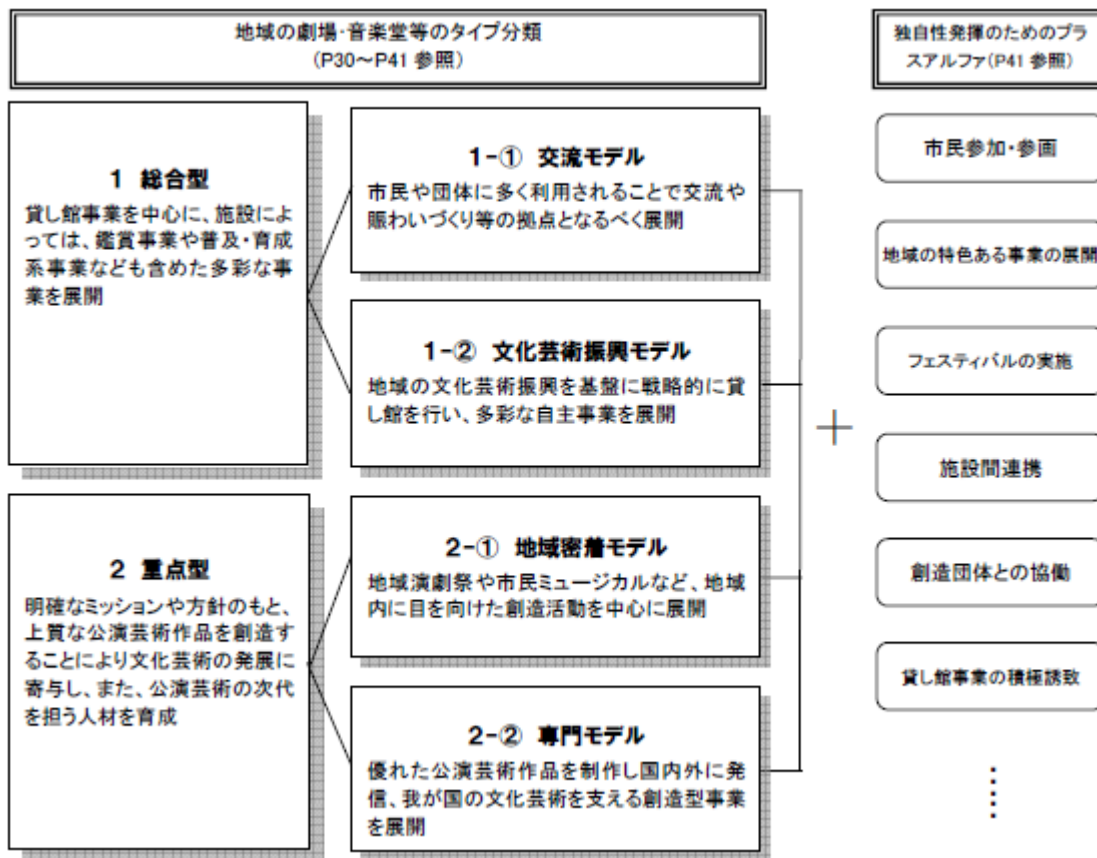 地域の劇場・音楽堂等のタイプ分類
(P30～P41 参照)
独自性発揮のためのプラ
スアルファ(P41 参照)
1 総合型
貸し館事業を中心に、施設によ
っては、鑑賞事業や普及・育成
系事業なども含めた多彩な事
業を展開
1-① 交流モデル
市民や団体に多く利用されることで交流や
賑わいづくり等の拠点となるべく展開
1-② 文化芸術振興モデル
地域の文化芸術振興を基盤に戦略的に貸
し館を行い、多彩な自主事業を展開
2 重点型
明確なミッションや方針のもと、
上質な公演芸術作品を創造す
ることにより文化芸術の発展に
寄与し、また、公演芸術の次代
を担う人材を育成
2-① 地域密着モデル
地域演劇祭や市民ミュージカルなど、地域
内に目を向けた創造活動を中心に展開
2-② 専門モデル
優れた公演芸術作品を制作し国内外に発
信、我が国の文化芸術を支える創造型事業
を展開
＋
市民参加・参画
地域の特色ある事業の展開
フェスティバルの実施
施設間連携
創造団体との協働
貸し館事業の積極誘致